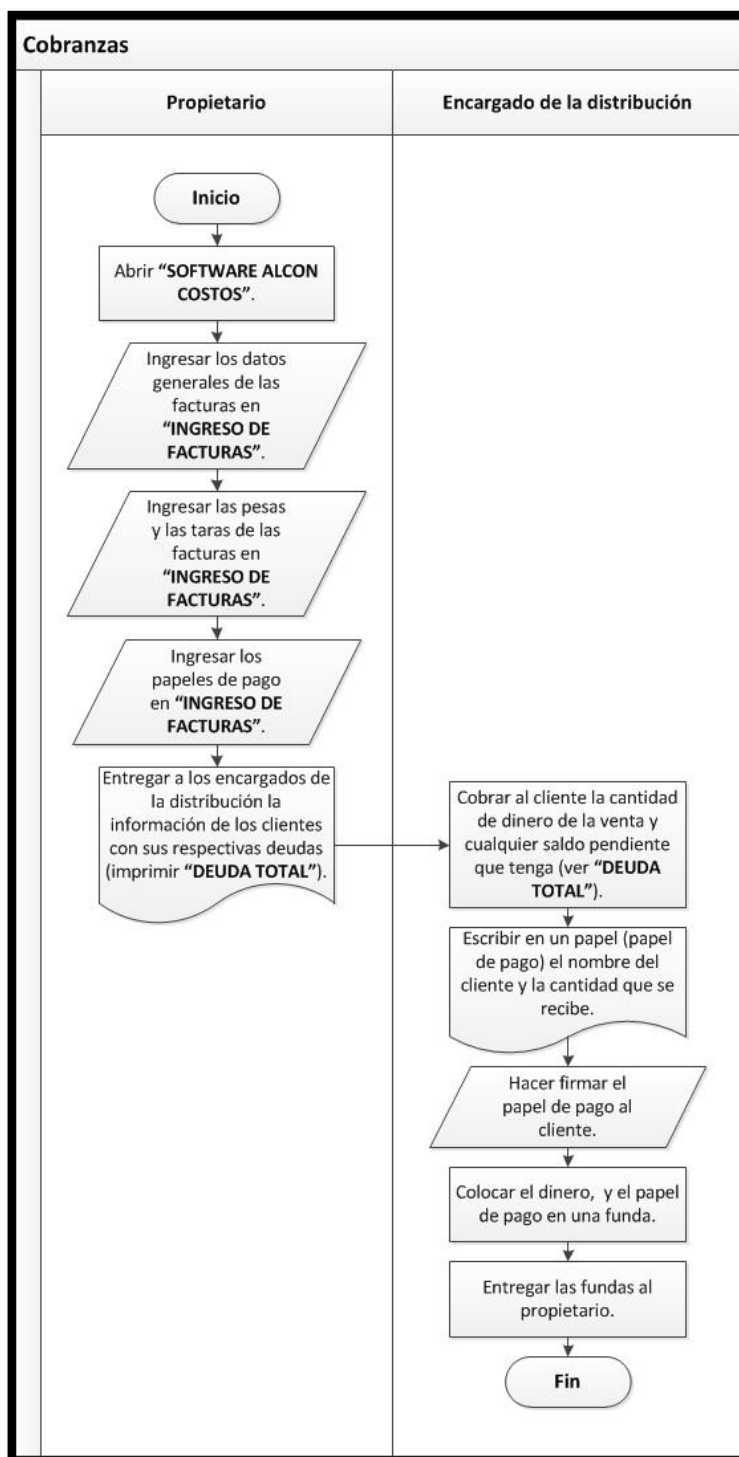 Cobranzas
Propietario
Encargado de la distribución
Inicio
Abrir “SOFTWARE ALCON
COSTOS”.
Ingresar los datos
generales de las
facturas en
“INGRESO DE
FACTURAS”.
Ingresar las pesas
y las taras de las
facturas en
“INGRESO DE
FACTURAS”.
Ingresar los
papeles de pago
en “INGRESO DE
FACTURAS”.
Entregar a los encargados de
la distribución la
información de los clientes
con sus respectivas deudas
(imprimir “DEUDA TOTAL”).
Cobrar al cliente la cantidad
de dinero de la venta y
cualquier saldo pendiente
que tenga (ver “DEUDA
TOTAL”).
Escribir en un papel (papel
de pago) el nombre del
cliente y la cantidad que se
recibe.
Hacer firmar el
papel de pago al
cliente.
Colocar el dinero,  y el papel
de pago en una funda.
Entregar las fundas al
propietario.
Fin